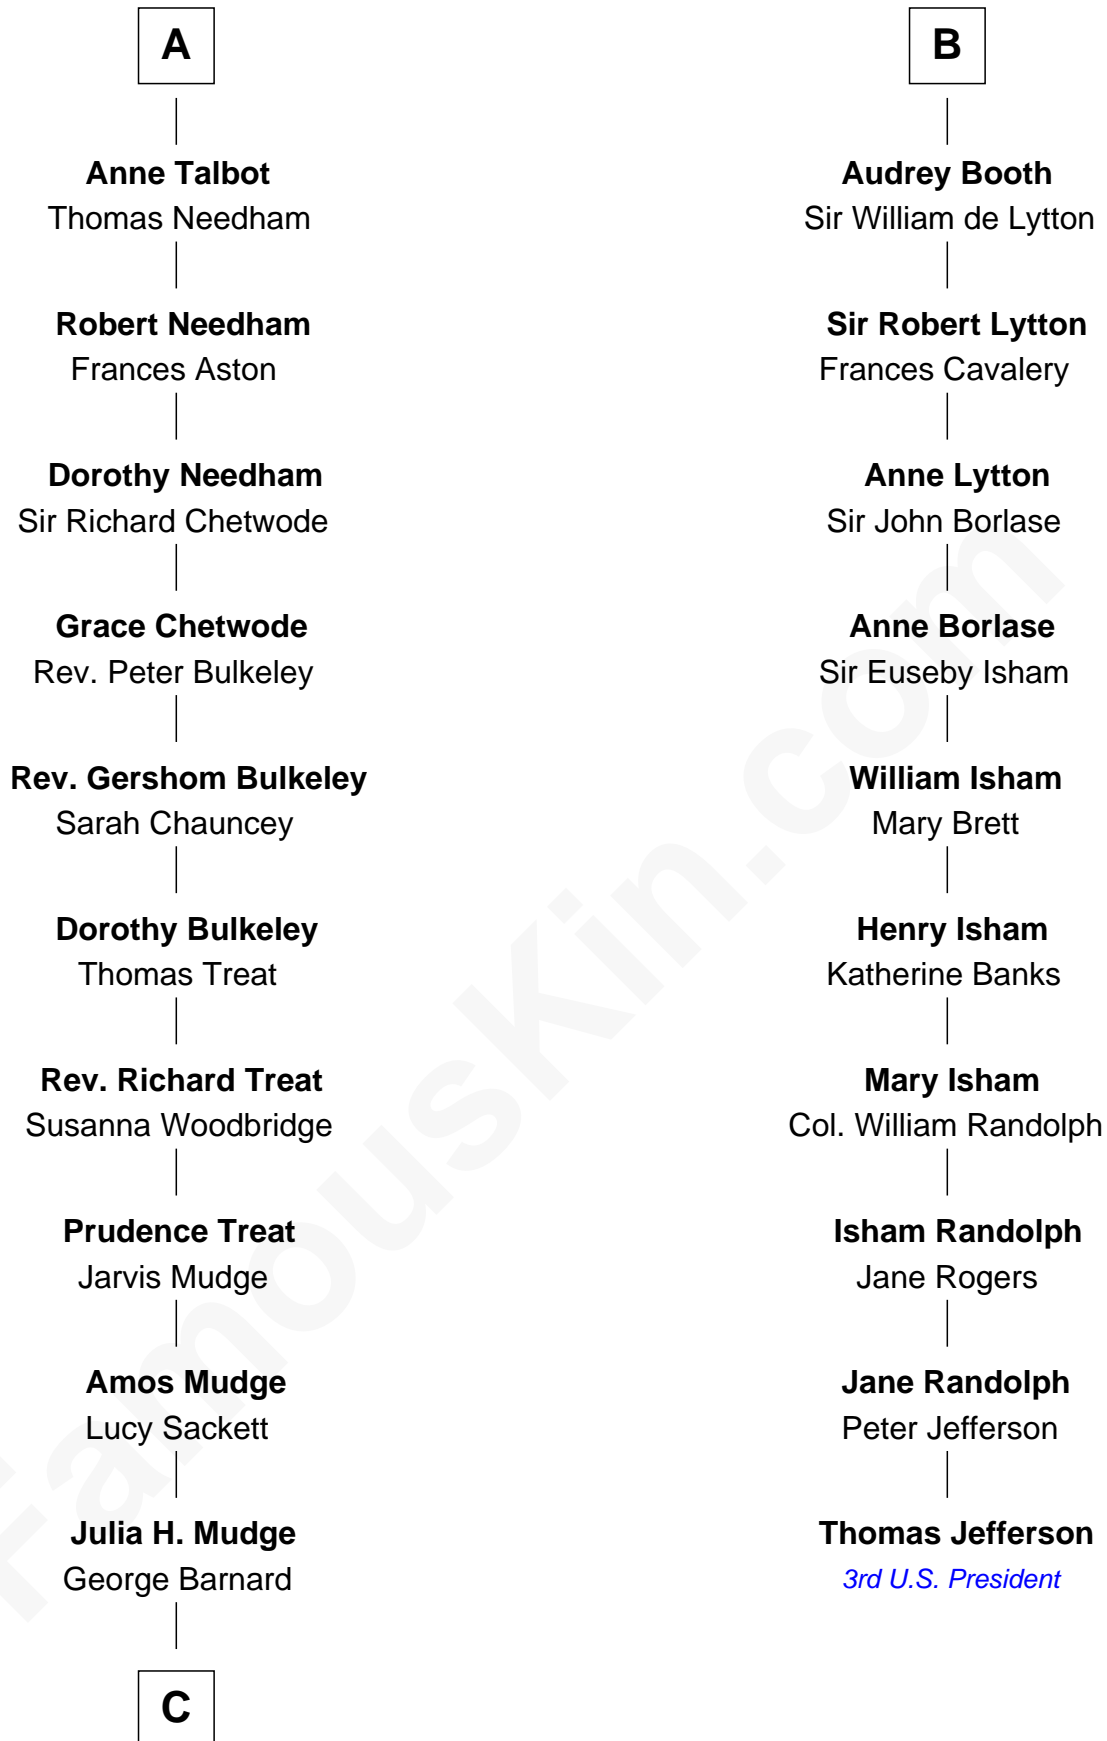 A
Anne Talbot
Thomas Needham
Robert Needham
Frances Aston
Dorothy Needham
Sir Richard Chetwode
Grace Chetwode
Rev. Peter Bulkeley
Rev. Gershom Bulkeley
Sarah Chauncey
Dorothy Bulkeley
Thomas Treat
Rev. Richard Treat
Susanna Woodbridge
Prudence Treat
Jarvis Mudge
Amos Mudge
Lucy Sackett
Julia H. Mudge
George Barnard
C
B
Audrey Booth
Sir William de Lytton
Sir Robert Lytton
Frances Cavalery
Anne Lytton
Sir John Borlase
Anne Borlase
Sir Euseby Isham
William Isham
Mary Brett
Henry Isham
Katherine Banks
Mary Isham
Col. William Randolph
Isham Randolph
Jane Rogers
Jane Randolph
Peter Jefferson
Thomas Jefferson
3rd U.S. President
FamousKin.com